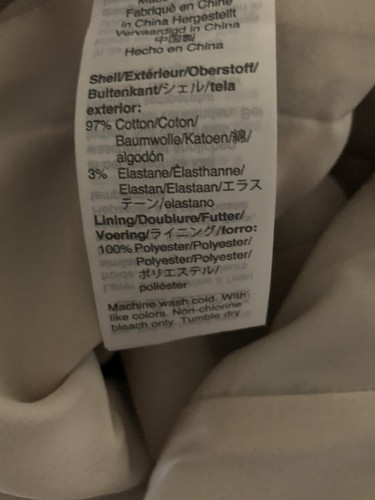 Fabriqué en Chine
in China Hergestellt
Vervaardigd in China
中国製
Hecho en China
Shell/Extérieur/Oberstoff/
Buitenkant/シェル/tela
exterior:
97% Cotton/Coton/
Baumwolle/Katoen/綿/
algodón
3% Elastane/Élasthanne/
Elastan/Elastaan/エラス
テーン/elastano
Lining/Doublure/Futter/
Voering/ライニング/forro:
100% Polyester/Polyester/
Polyester/Polyester/
ポリエステル/
poliéster
Machine wash cold. With
like colors. Non-chlorine
bleach only. Tumble dry